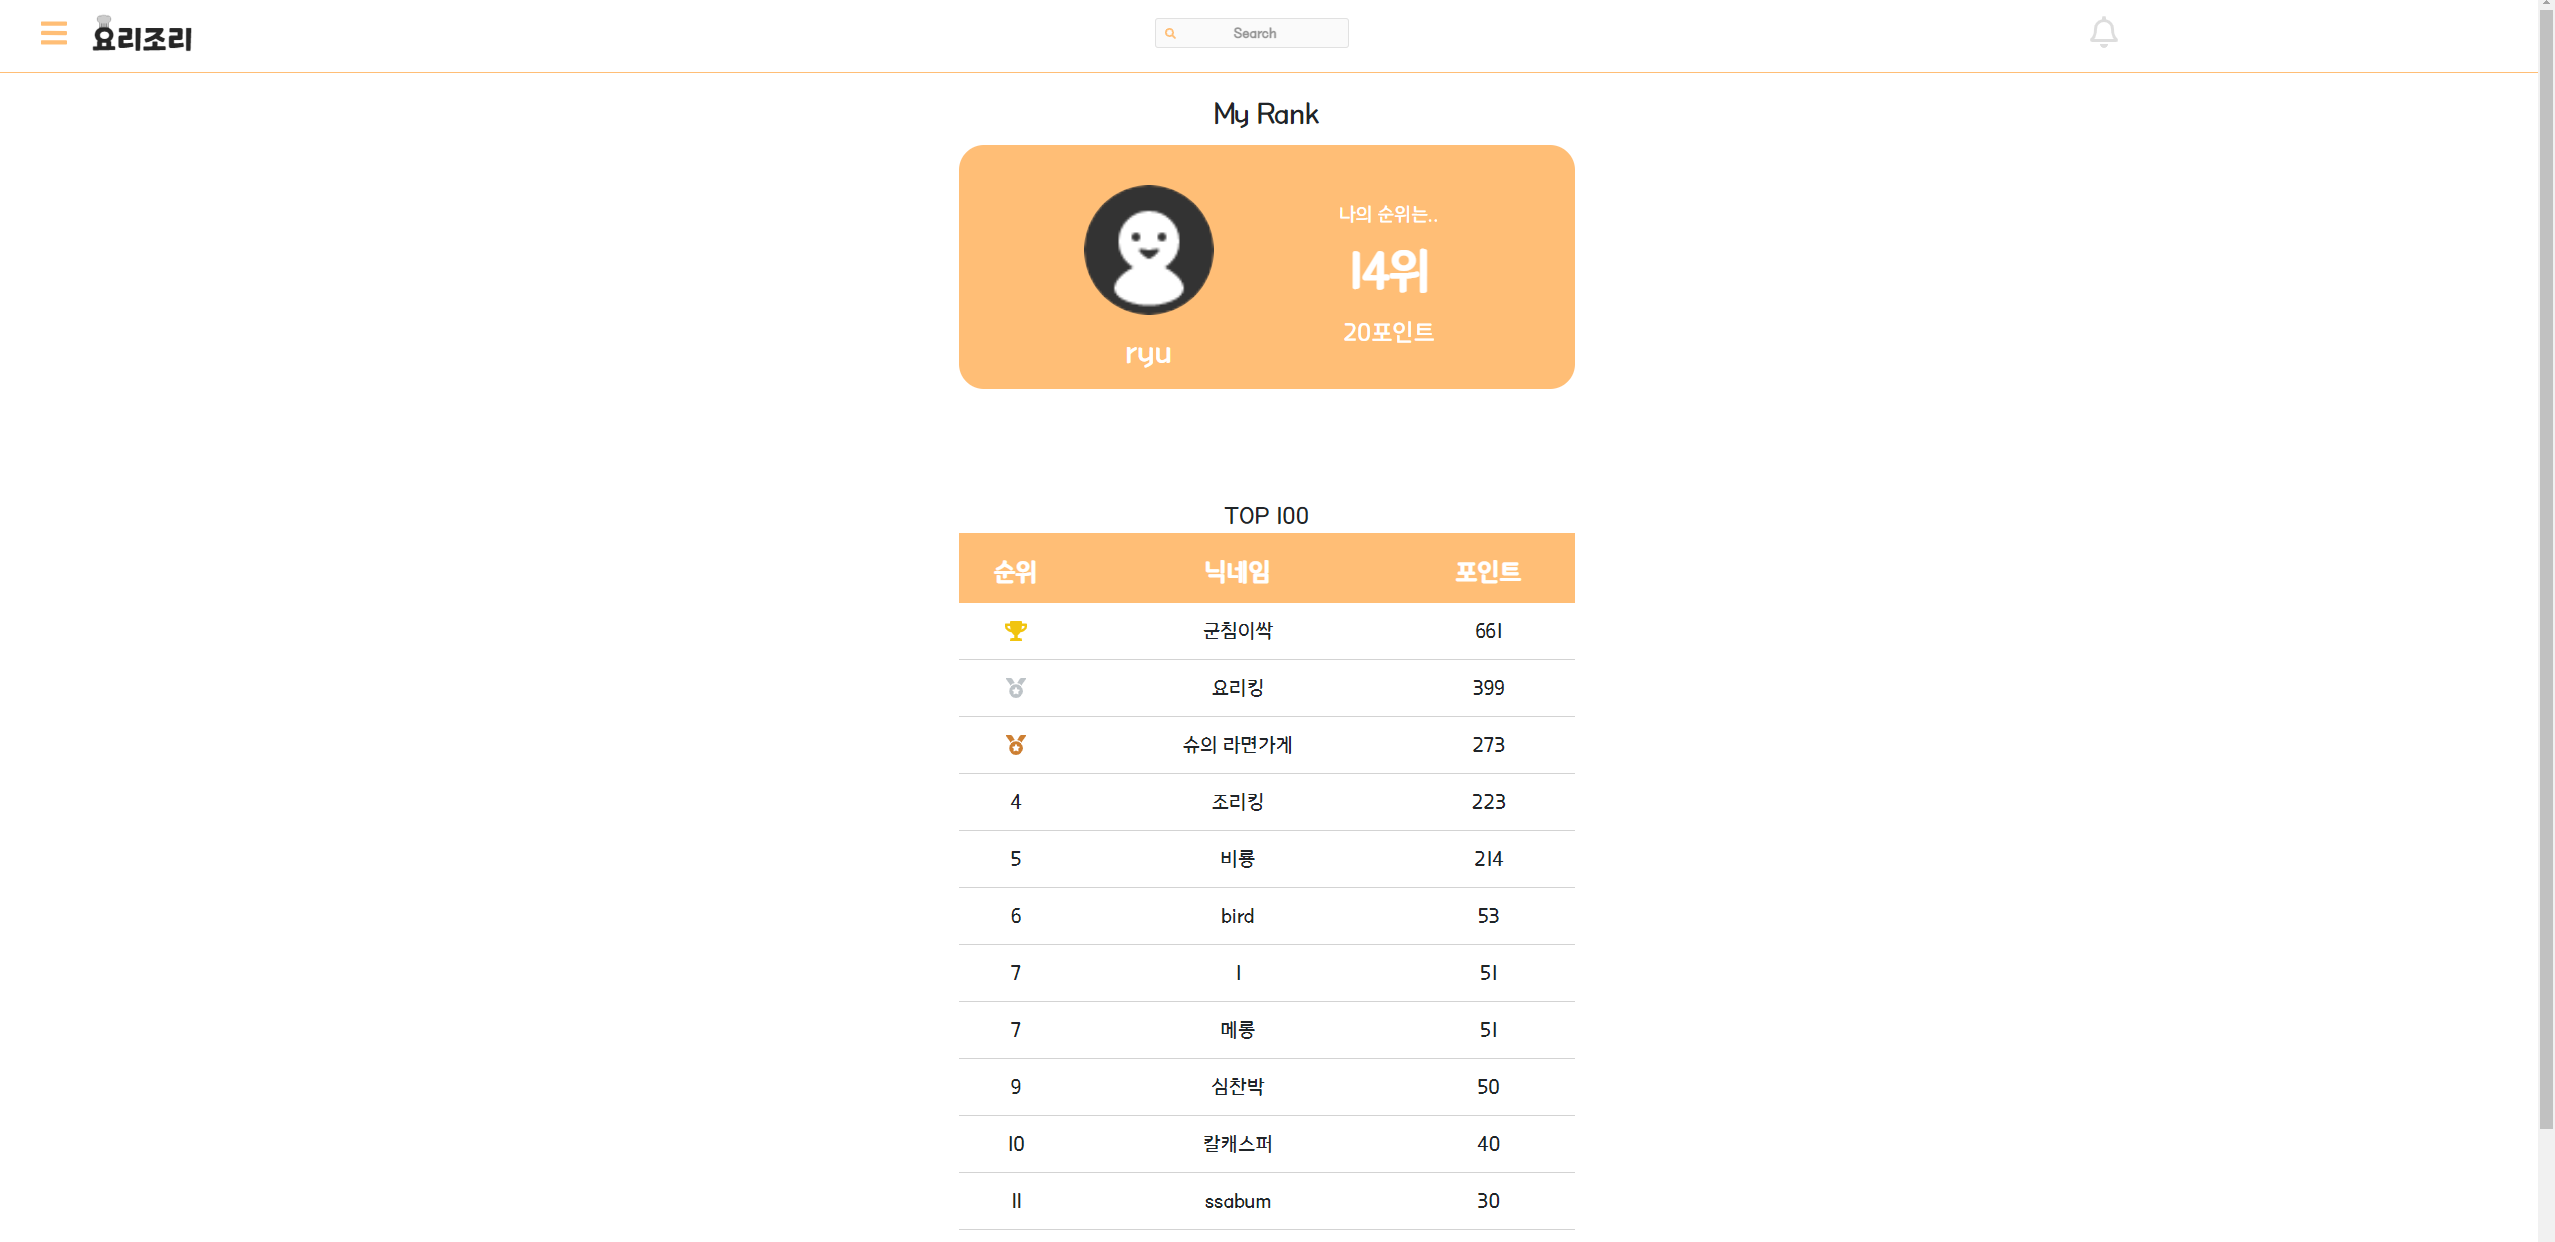 요리조리
Search
My Rank
나의 순위는..
14위
20포인트
ryu
TOP 100
순위 닉네임 포인트
군침이싹 661
요리킹 399
슈의 라면가게 273
4 조리킹 223
5 비룡 214
6 bird 53
7 1 51
7 메롱 51
9 심찬박 50
10 칼캐스퍼 40
11 ssabum 30